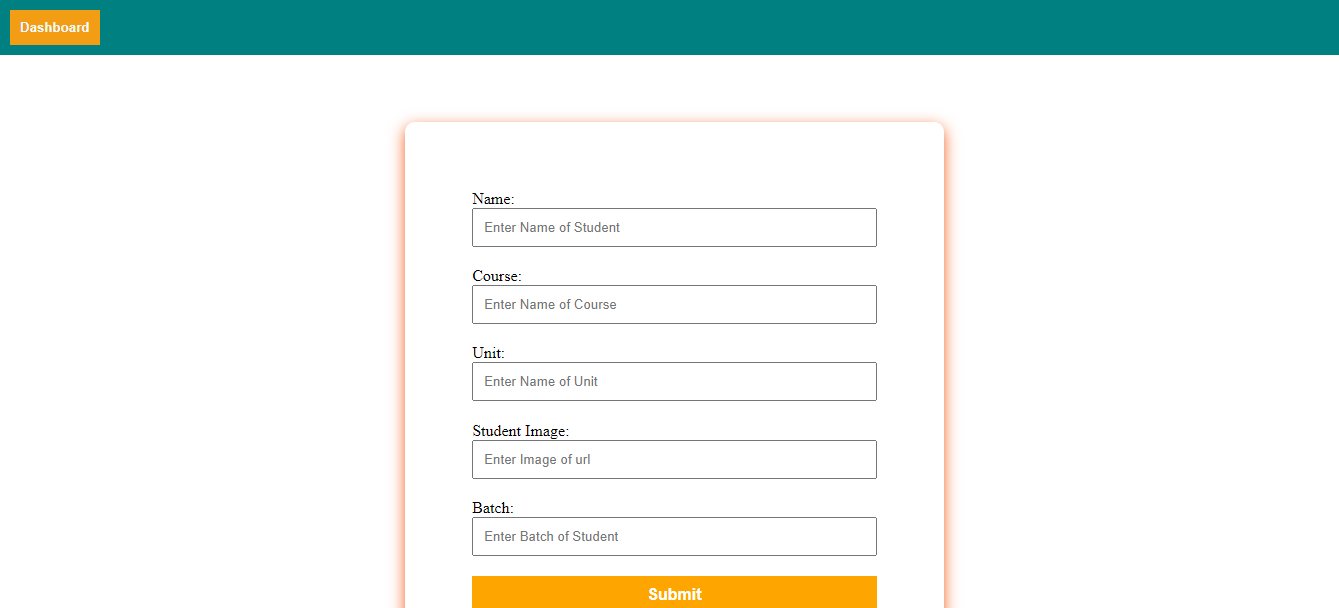 Dashboard
Name:
Enter Name of Student
Course:
Enter Name of Course
Unit:
Enter Name of Unit
Student Image:
Enter Image of url
Batch:
Enter Batch of Student
Submit